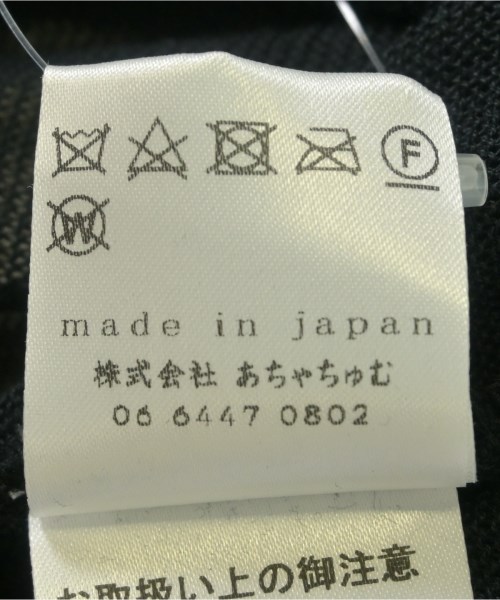 F
W
made in japan
株式会社 あちゃちゅむ
06 6447 0802
お取扱い上の御注意